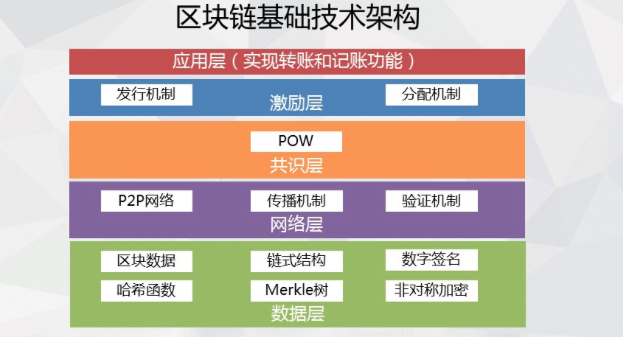 区块链基础技术架构
应用层（实现转账和记账功能）
发行机制 分配机制
激励层
POW
共识层
P2P网络 传播机制 验证机制
网络层
区块数据 链式结构 数字签名
哈希函数 Merkle树 非对称加密
数据层